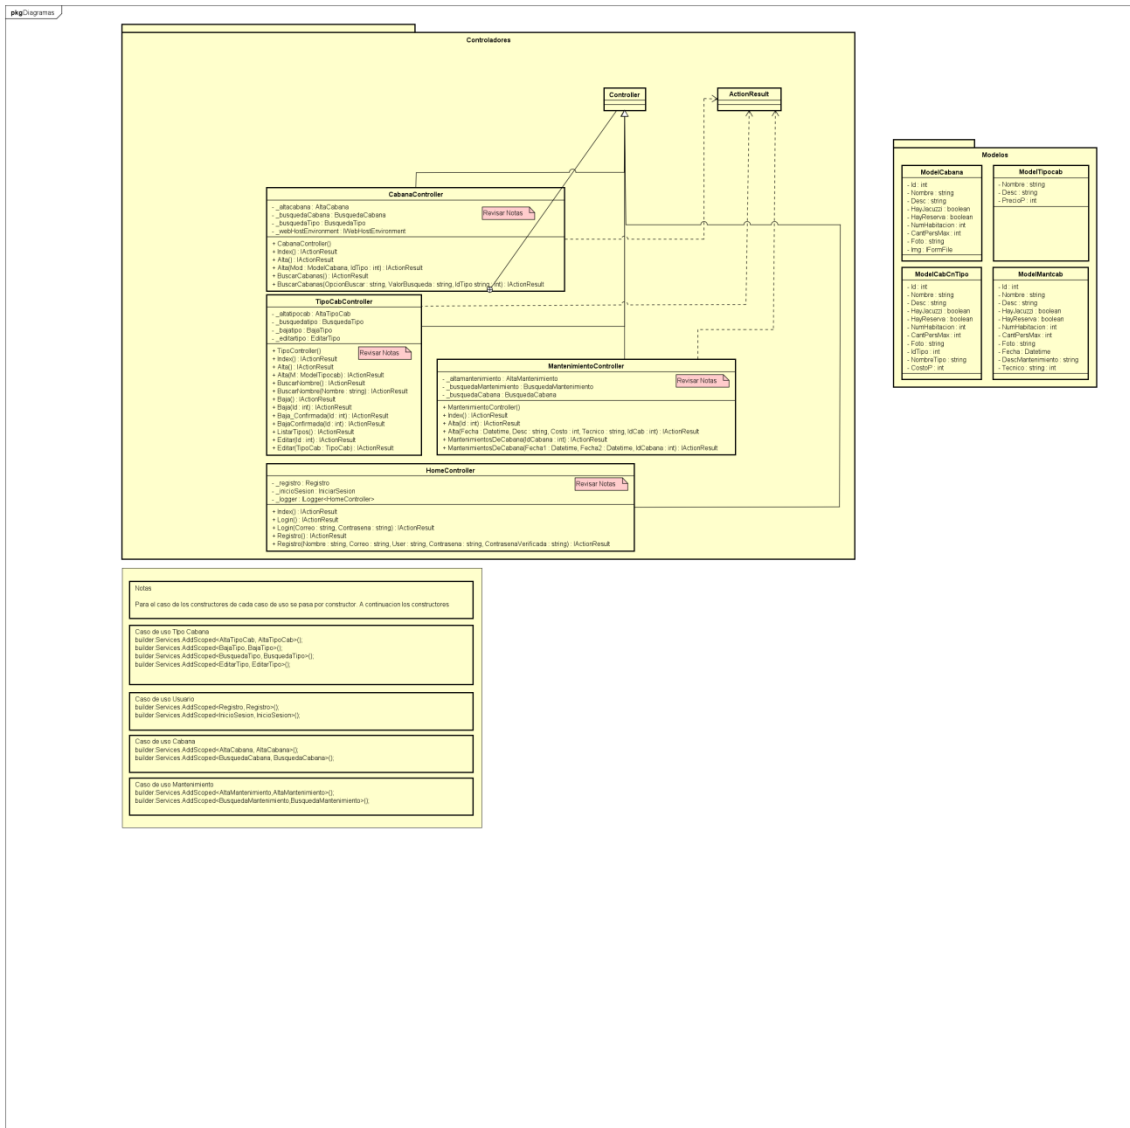 pkg Diagramas
Controladores
Controller
ActionResult
CabanaController
- _altacabana : AltaCabana
- _busquedaCabana : BusquedaCabana
- _busquedaTipo : BusquedaTipo
- _webHostEnvironment : IWebHostEnvironment
Revisar Notas
+ CabanaController()
+ Index() : IActionResult
+ Alta() : IActionResult
+ Alta(Mod : ModelCabana, IdTipo : int) : IActionResult
+ BuscarCabanas() : IActionResult
+ BuscarCabanas(OpcionBuscar : string, ValorBusqueda : string, IdTipo string : int) : IActionResult
TipoCabController
- _altatipocab : AltaTipoCab
- _busquedatipo : BusquedaTipo
- _bajatipo : BajaTipo
- _editartipo : EditarTipo
Revisar Notas
+ TipoController()
+ Index() : IActionResult
+ Alta() : IActionResult
+ Alta(M : ModelTipocab) : IActionResult
+ BuscarNombre() : IActionResult
+ BuscarNombre(Nombre : string) : IActionResult
+ Baja() : IActionResult
+ Baja(Id : int) : IActionResult
+ Baja_Confirmada(Id : int) : IActionResult
+ BajaConfirmada(Id : int) : IActionResult
+ ListarTipos() : IActionResult
+ Editar(Id : int) : IActionResult
+ Editar(TipoCab : TipoCab) : IActionResult
MantenimientoController
- _altamantenimiento : AltaMantenimiento
- _busquedaMantenimiento : BusquedaMantenimiento
- _busquedaCabana : BusquedaCabana
Revisar Notas
+ MantenimientoController()
+ Index() : IActionResult
+ Alta(Id : int) : IActionResult
+ Alta(Fecha : Datetime, Desc : string, Costo : int, Tecnico : string, IdCab : int) : IActionResult
+ MantenimientosDeCabana(IdCabana : int) : IActionResult
+ MantenimientosDeCabana(Fecha1 : Datetime, Fecha2 : Datetime, IdCabana : int) : IActionResult
HomeController
- _registro : Registro
- _inicioSesion : IniciarSesion
- _logger : ILogger<HomeController>
Revisar Notas
+ Index() : IActionResult
+ Login() : IActionResult
+ Login(Correo : string, Contrasena : string) : IActionResult
+ Registro() : IActionResult
+ Registro(Nombre : string, Correo : string, User : string, Contrasena : string, ContrasenaVerificada : string) : IActionResult
Modelos
ModelCabana
- Id : int
- Nombre : string
- Desc : string
- HayJacuzzi : boolean
- HayReserva : boolean
- NumHabitacion : int
- CantPersMax : int
- Foto : string
- Img : IFormFile
ModelTipocab
- Nombre : string
- Desc : string
- PrecioP : int
ModelCabCnTipo
- Id : int
- Nombre : string
- Desc : string
- HayJacuzzi : boolean
- HayReserva : boolean
- NumHabitacion : int
- CantPersMax : int
- Foto : string
- IdTipo : int
- NombreTipo : string
- CostoP : int
ModelMantcab
- Id : int
- Nombre : string
- Desc : string
- HayJacuzzi : boolean
- HayReserva : boolean
- NumHabitacion : int
- CantPersMax : int
- Foto : string
- Fecha : Datetime
- DescMantenimiento : string
- Tecnico : string : int
Notas
Para el caso de los constructores de cada caso de uso se pasa por constructor. A continuacion los constructores
Caso de uso Tipo Cabana
builder.Services.AddScoped<AltaTipoCab, AltaTipoCab>();
builder.Services.AddScoped<BajaTipo, BajaTipo>();
builder.Services.AddScoped<BusquedaTipo, BusquedaTipo>();
builder.Services.AddScoped<EditarTipo, EditarTipo>();
Caso de uso Usuario
builder.Services.AddScoped<Registro, Registro>();
builder.Services.AddScoped<InicioSesion, InicioSesion>();
Caso de uso Cabana
builder.Services.AddScoped<AltaCabana, AltaCabana>();
builder.Services.AddScoped<BusquedaCabana, BusquedaCabana>();
Caso de uso Mantenimiento
builder.Services.AddScoped<AltaMantenimiento,AltaMantenimiento>();
builder.Services.AddScoped<BusquedaMantenimiento,BusquedaMantenimiento>();